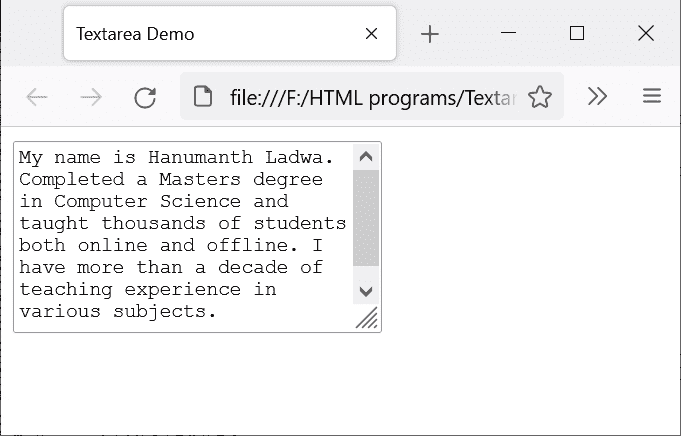 Textarea Demo
file:///F:/HTML programs/Textar
My name is Hanumanth Ladwa.
Completed a Masters degree
in Computer Science and
taught thousands of students
both online and offline. I
have more than a decade of
teaching experience in
various subjects.